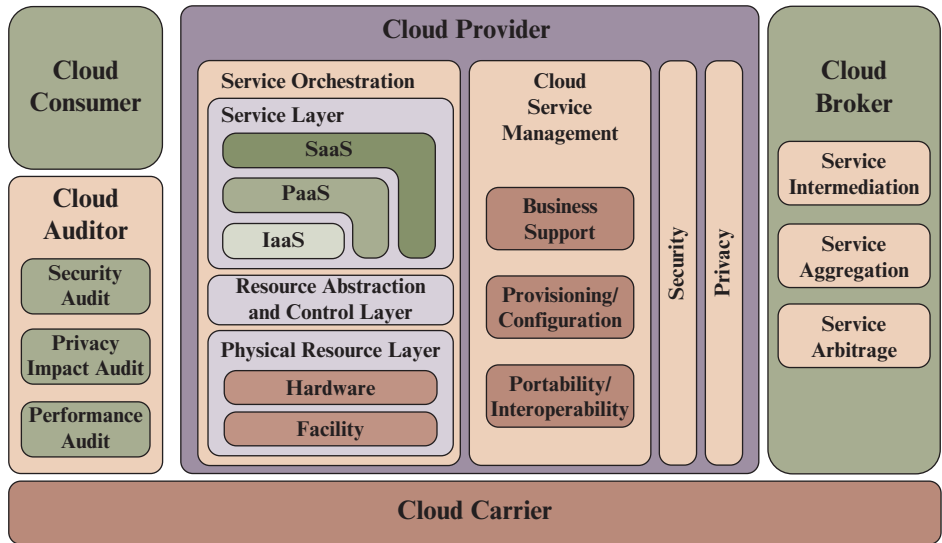 Cloud
Consumer
Cloud
Auditor
Security
Audit
Privacy
Impact Audit
Performance
Audit
Cloud Provider
Service Orchestration
Service Layer
SaaS
PaaS
IaaS
Resource Abstraction
and Control Layer
Physical Resource Layer
Hardware
Facility
Cloud
Service
Management
Business
Support
Provisioning/
Configuration
Portability/
Interoperability
Security
Privacy
Cloud
Broker
Service
Intermediation
Service
Aggregation
Service
Arbitrage
Cloud Carrier